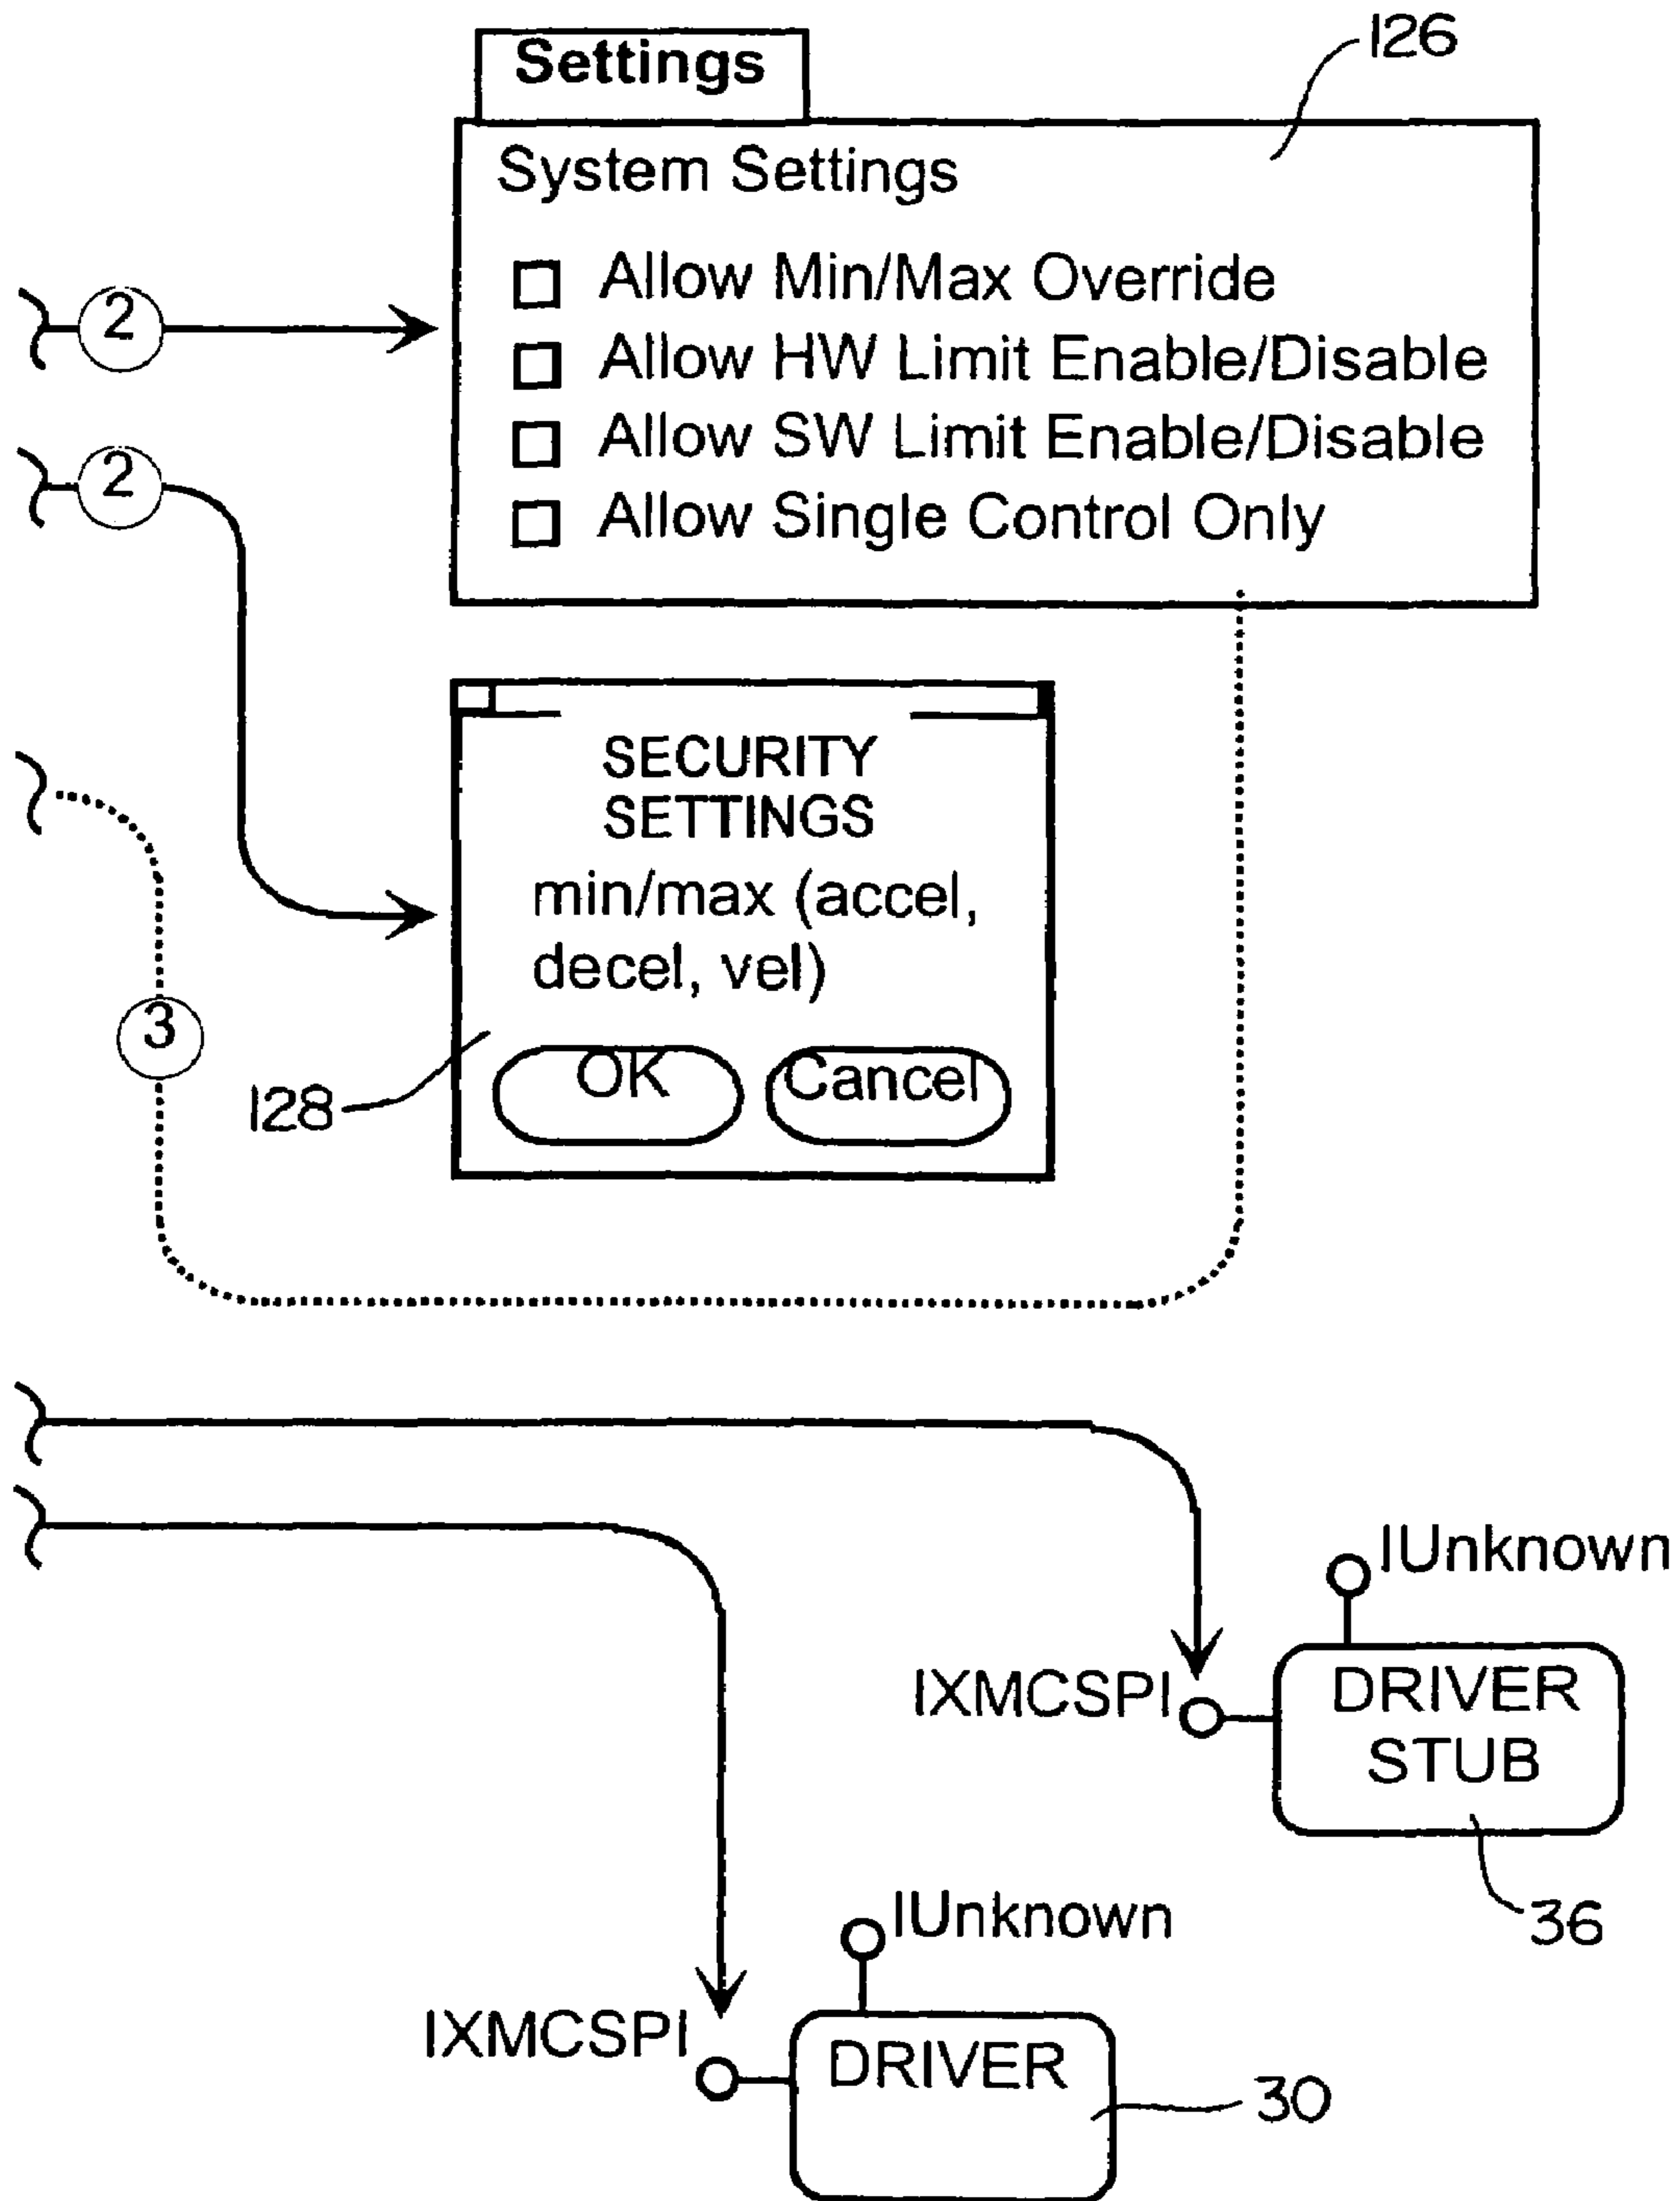 126
Settings
System Settings
Allow Min/Max Override
Allow HW Limit Enable/Disable
Allow SW Limit Enable/Disable
Allow Single Control Only
2
2
SECURITY
SETTINGS
min/max (accel,
decel, vel)
OK Cancel
3
128
IUnknown
IXMCSPI
DRIVER
STUB
36
IUnknown
IXMCSPI
DRIVER
30